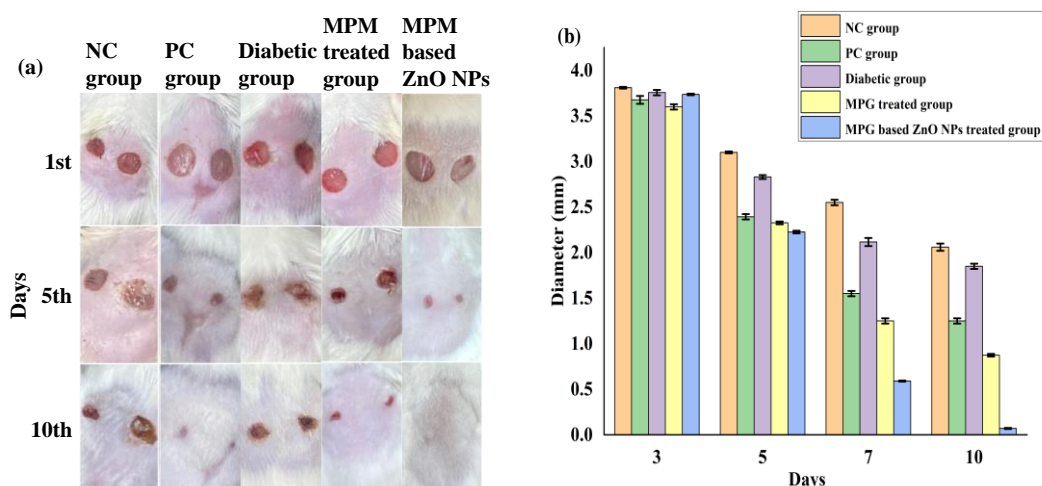 (a)
NC
group
PC
group
Diabetic
group
MPM
treated
group
MPM
based
ZnO NPs
1st
5th
10th
Days
(b)
NC group
PC group
Diabetic group
MPG treated group
MPG based ZnO NPs treated group
Diameter (mm)
4.0
3.5
3.0
2.5
2.0
1.5
1.0
0.5
0.0
3 5 7 10
Days